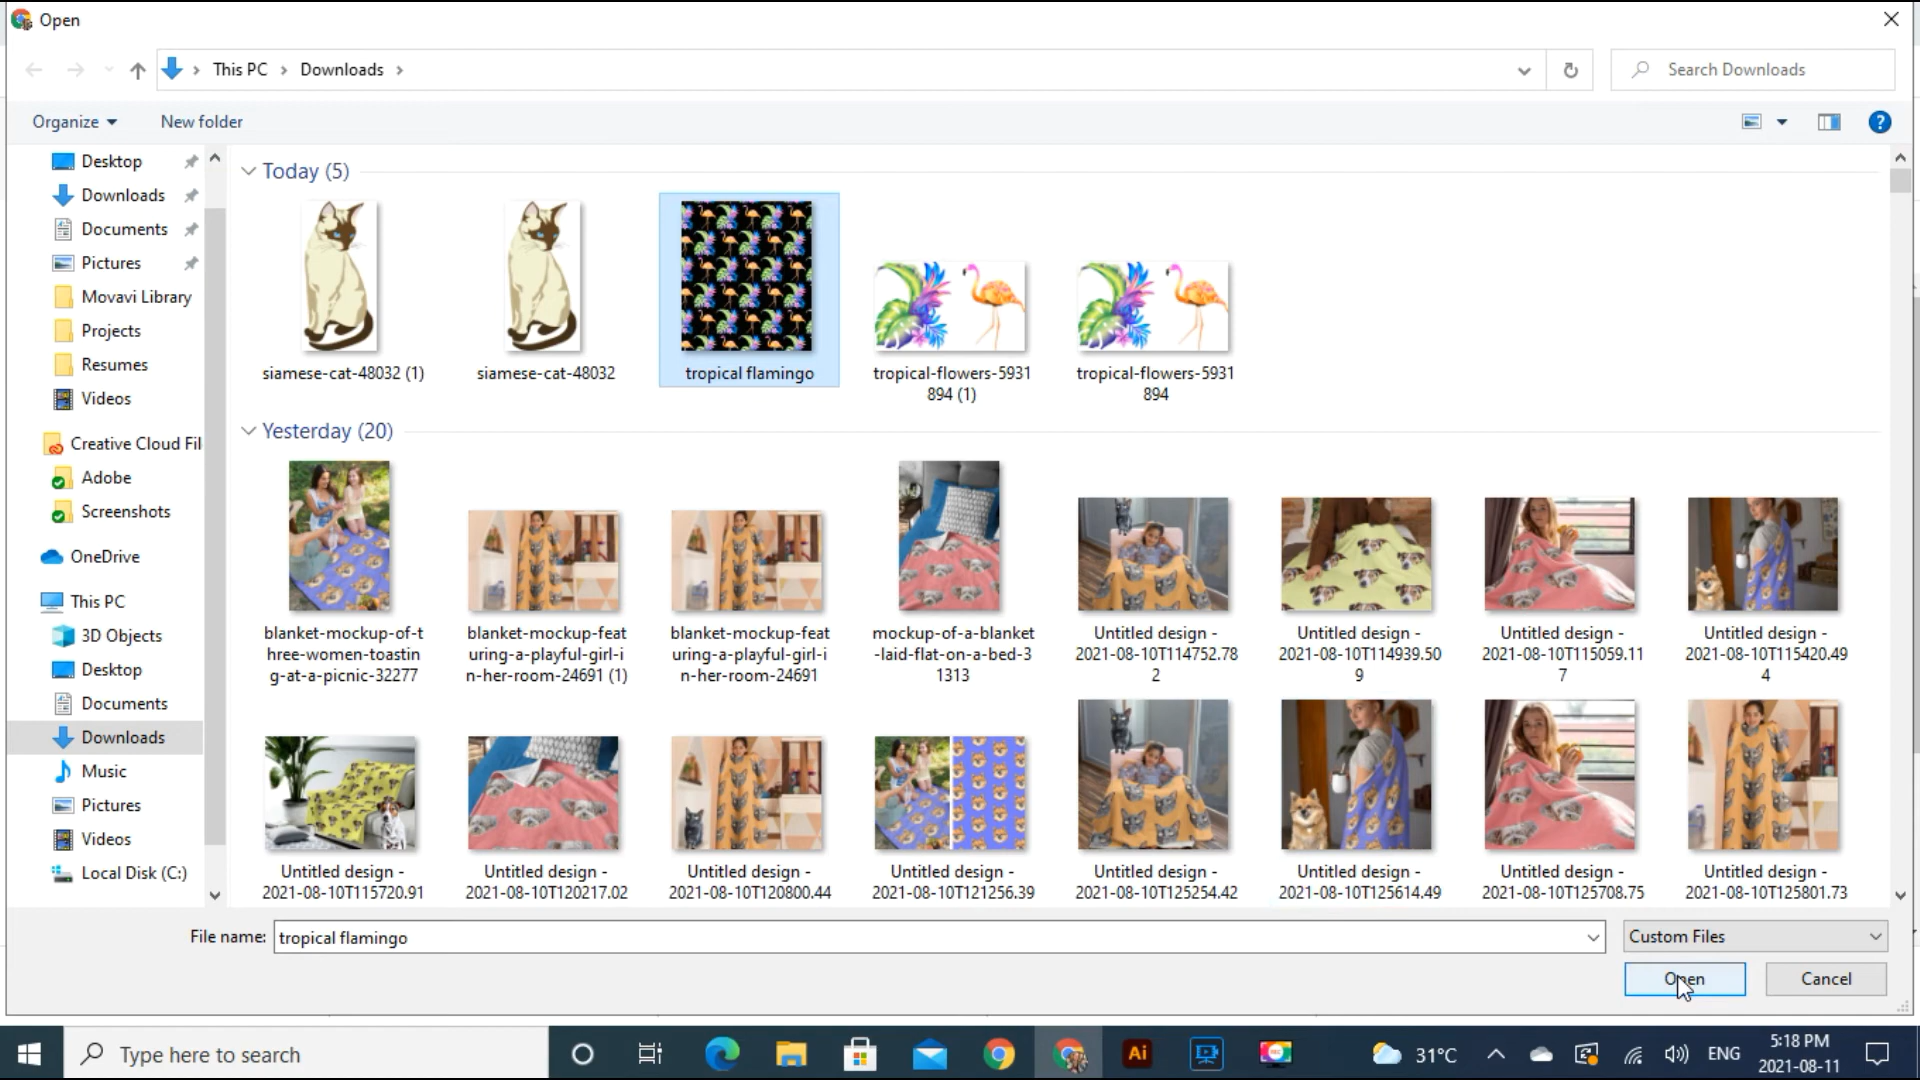 Open
This PC
Downloads
Search Downloads
Organize
New folder
Desktop
Downloads
Documents
Pictures
Movavi Library
Projects
Resumes
Videos
Creative Cloud Fil
Adobe
Screenshots
OneDrive
This PC
3D Objects
Desktop
Documents
Downloads
Music
Pictures
Videos
Local Disk (C:)
Today (5)
siamese-cat-48032 (1)
siamese-cat-48032
tropical flamingo
tropical-flowers-5931
894 (1)
tropical-flowers-5931
894
Yesterday (20)
blanket-mockup-of-t
hree-women-toastin
g-at-a-picnic-32277
blanket-mockup-feat
uring-a-playful-girl-i
n-her-room-24691 (1)
blanket-mockup-feat
uring-a-playful-girl-i
n-her-room-24691
mockup-of-a-blanket
-laid-flat-on-a-bed-3
1313
Untitled design -
2021-08-10T114752.78
2
Untitled design -
2021-08-10T114939.50
9
Untitled design -
2021-08-10T115059.11
7
Untitled design -
2021-08-10T115420.49
4
Untitled design -
2021-08-10T115720.91
Untitled design -
2021-08-10T120217.02
Untitled design -
2021-08-10T120800.44
Untitled design -
2021-08-10T121256.39
Untitled design -
2021-08-10T125254.42
Untitled design -
2021-08-10T125614.49
Untitled design -
2021-08-10T125708.75
Untitled design -
2021-08-10T125801.73
File name:
tropical flamingo
Custom Files
Open
Cancel
Type here to search
Ai
31°C
ENG
5:18 PM
2021-08-11